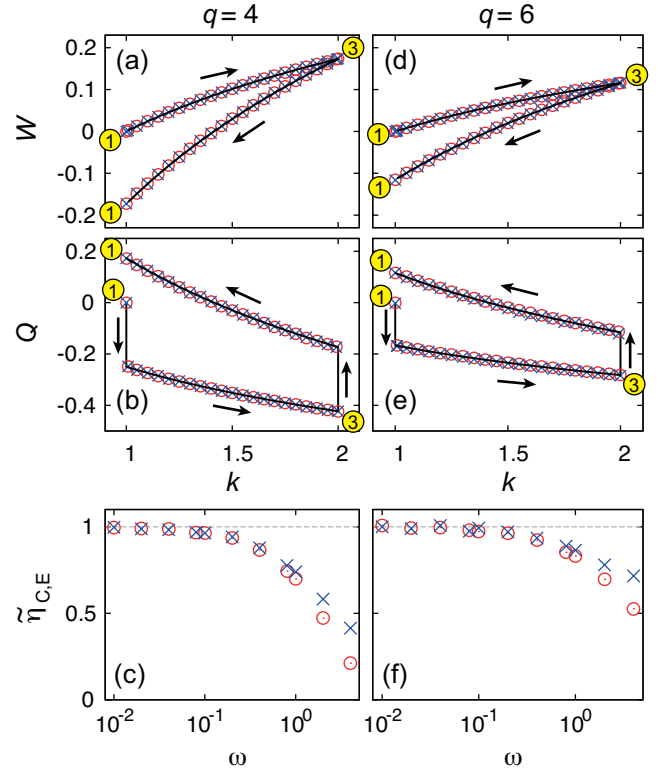 q = 4 q = 6
(a) (d)
W
0.2
0.1
0
-0.1
-0.2
1 1 3
1 1 3
(b) (e)
Q
0.2
0
-0.2
-0.4
1 1 3
1 1 3
1 1.5 2 1 1.5 2
k k
(c) (f)
η̃C,E
1
0.5
0
10⁻² 10⁻¹ 10⁰ 10⁻² 10⁻¹ 10⁰
ω ω